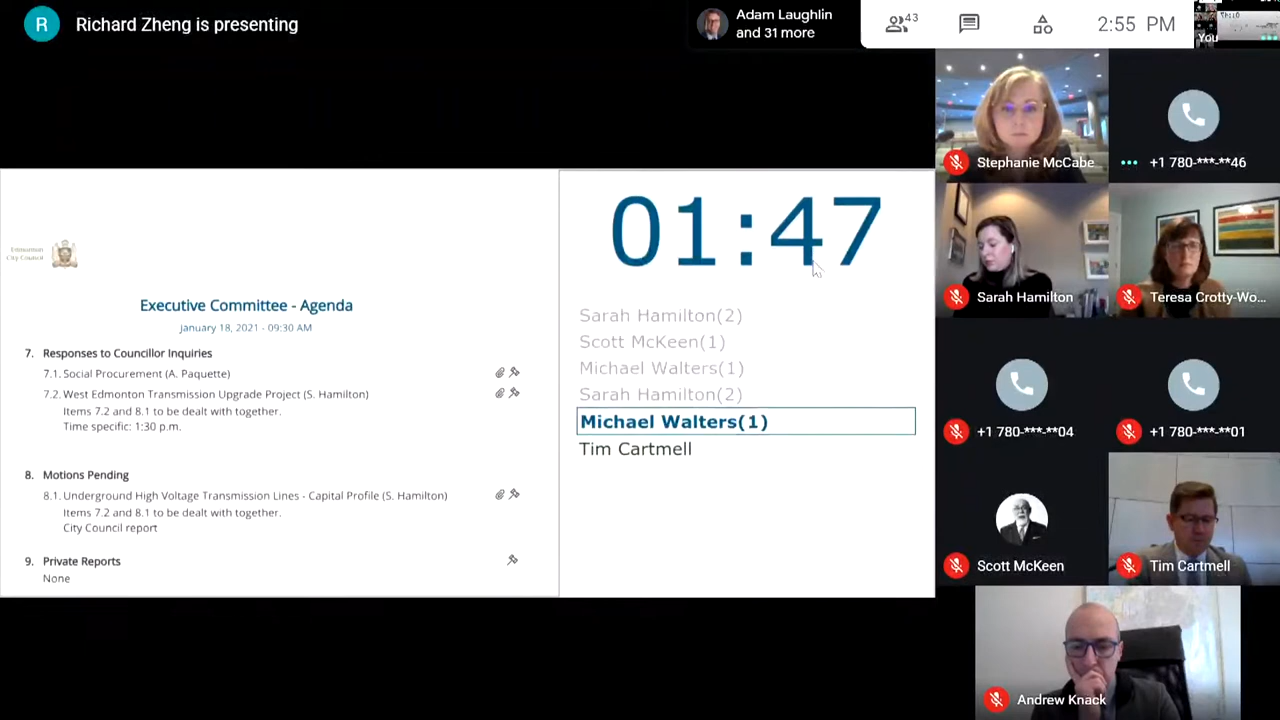 R
Richard Zheng is presenting
Adam Laughlin
and 31 more
43
2:55 PM
You
Edmonton
City Council
Executive Committee - Agenda
January 18, 2021 - 09:30 AM
7. Responses to Councillor Inquiries
7.1. Social Procurement (A. Paquette)
7.2. West Edmonton Transmission Upgrade Project (S. Hamilton)
Items 7.2 and 8.1 to be dealt with together.
Time specific: 1:30 p.m.
8. Motions Pending
8.1. Underground High Voltage Transmission Lines - Capital Profile (S. Hamilton)
Items 7.2 and 8.1 to be dealt with together.
City Council report
9. Private Reports
None
01:47
Sarah Hamilton(2)
Scott McKeen(1)
Michael Walters(1)
Sarah Hamilton(2)
Michael Walters(1)
Tim Cartmell
Stephanie McCabe
+1 780-***-**46
Sarah Hamilton
Teresa Crotty-Wo...
+1 780-***-**04
+1 780-***-**01
Scott McKeen
Tim Cartmell
Andrew Knack